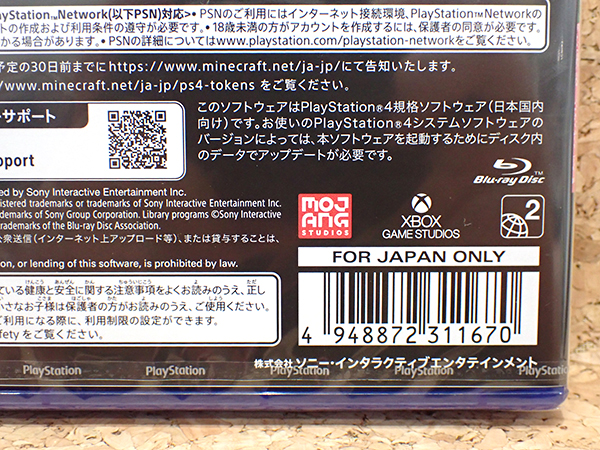 PlayStation™Network(以下PSN)対応>• PSNのご利用にはインターネット接続環境、PlayStation™Networkの
トの作成および利用条件の遵守が必要です。• 18歳未満の方がアカウントを作成するには、保護者の同意が必要です。
かる場合があります。• PSNの詳細についてはwww.playstation.com/playstation-networkをご覧ください。
予定の30日前までにhttps://www.minecraft.net/ja-jp/にて告知いたします。
/www.minecraft.net/ja-jp/ps4-tokens をご覧ください。
サポート
pport
このソフトウェアはPlayStation®4規格ソフトウェア(日本国内
向け)です。お使いのPlayStation®4システムソフトウェアの
バージョンによっては、本ソフトウェアを起動するためにディスク内
のデータでアップデートが必要です。
Blu-ray Disc
ed by Sony Interactive Entertainment Inc.
gistered trademarks or trademarks of Sony Interactive Entertainment Inc.
demarks of Sony Group Corporation. Library programs ©Sony Interactive
trademarks of the Blu-ray Disc Association.
公衆送信(インターネット上アップロード等)、または貸与することは、
ion, or lending of this software, is prohibited by law.
MOJ
ANG
STUDIOS
XBOX
GAME STUDIOS
2
FOR JAPAN ONLY
ている健康と安全に関する注意事項をよくお読みのうえ、正し
いさなお子様は保護者の方がお読みのうえ、ご使用ください。
ご利用になる際に、利用制限の設定ができます。
afety をご覧ください。
4 948872 311670
株式会社 ソニー・インタラクティブエンタテインメント
PlayStation PlayStation PlayStation PlayStation